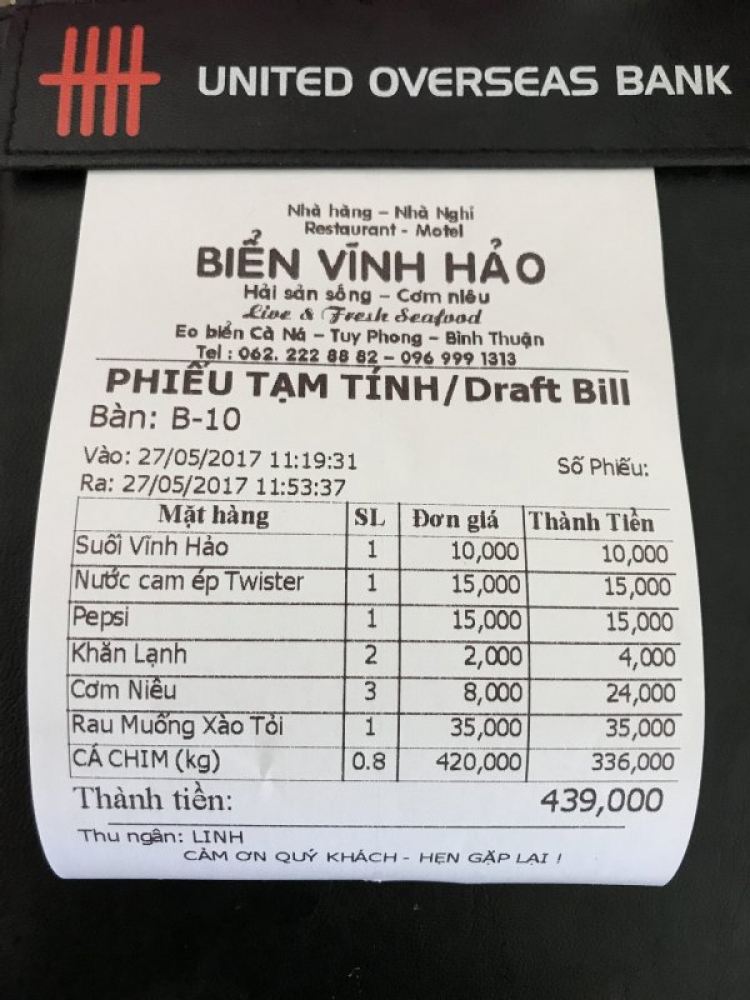 UNITED OVERSEAS BANK
Nhà hàng – Nhà Nghỉ
Restaurant - Motel
BIỂN VĨNH HẢO
Hải sản sống – Cơm niêu
Live & Fresh Seafood
Eo biển Cà Ná – Tuy Phong – Bình Thuận
Tel : 062. 222 88 82 – 096 999 1313
PHIẾU TẠM TÍNH/Draft Bill
Bàn: B-10
Vào: 27/05/2017 11:19:31 Số Phiếu:
Ra: 27/05/2017 11:53:37
Mặt hàng SL Đơn giá Thành Tiền
Suối Vĩnh Hảo 1 10,000 10,000
Nước cam ép Twister 1 15,000 15,000
Pepsi 1 15,000 15,000
Khăn Lạnh 2 2,000 4,000
Cơm Niêu 3 8,000 24,000
Rau Muống Xào Tỏi 1 35,000 35,000
CÁ CHIM (kg) 0.8 420,000 336,000
Thành tiền: 439,000
Thu ngân: LINH
CẢM ƠN QUÝ KHÁCH - HẸN GẶP LẠI !